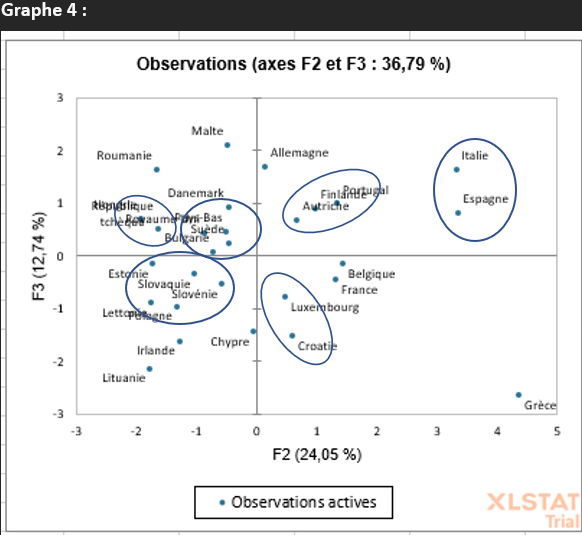 Graphe 4 :
Observations (axes F2 et F3 : 36,79 %)
3
2
1
0
-1
-2
-3
F3 (12,74 %)
Malte
Allemagne
Roumanie
Italie
Danemark
Portugal
Finlande
Espagne
République
Autriche
tchèque
Royaume
Pays-Bas
Suède
Bulgarie
Belgique
Estonie
France
Slovaquie
Slovénie
Luxembourg
Pologne
Chypre
Croatie
Irlande
Lituanie
Grèce
-3 -2 -1 0 1 2 3 4 5
F2 (24,05 %)
Observations actives
XLSTAT
Trial